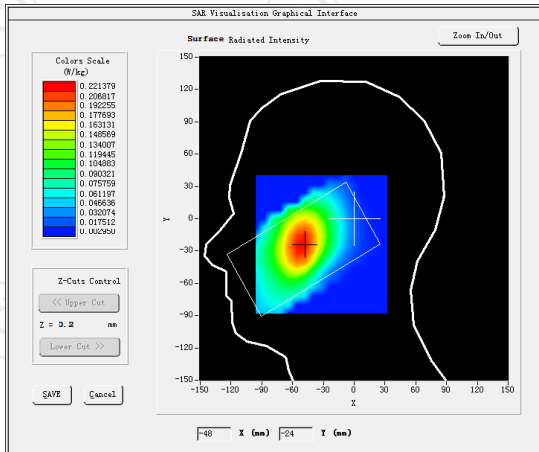 SAR Visualisation Graphical Interface
Surface Radiated Intensity
Zoom In/Out
Colors Scale
(W/kg)
0.221379
0.206817
0.192255
0.177693
0.163131
0.148569
0.134007
0.119445
0.104883
0.090321
0.075759
0.061197
0.046636
0.032074
0.017512
0.002950
150
120
90
60
30
0
-30
-60
-90
-120
-150
Y
-150 -120 -90 -60 -30 0 30 60 90 120 150
X
Z-Cuts Control
<< Upper Cut
Z = 0.2 mm
Lower Cut >>
SAVE Cancel
-48 X (mm) -24 Y (mm)